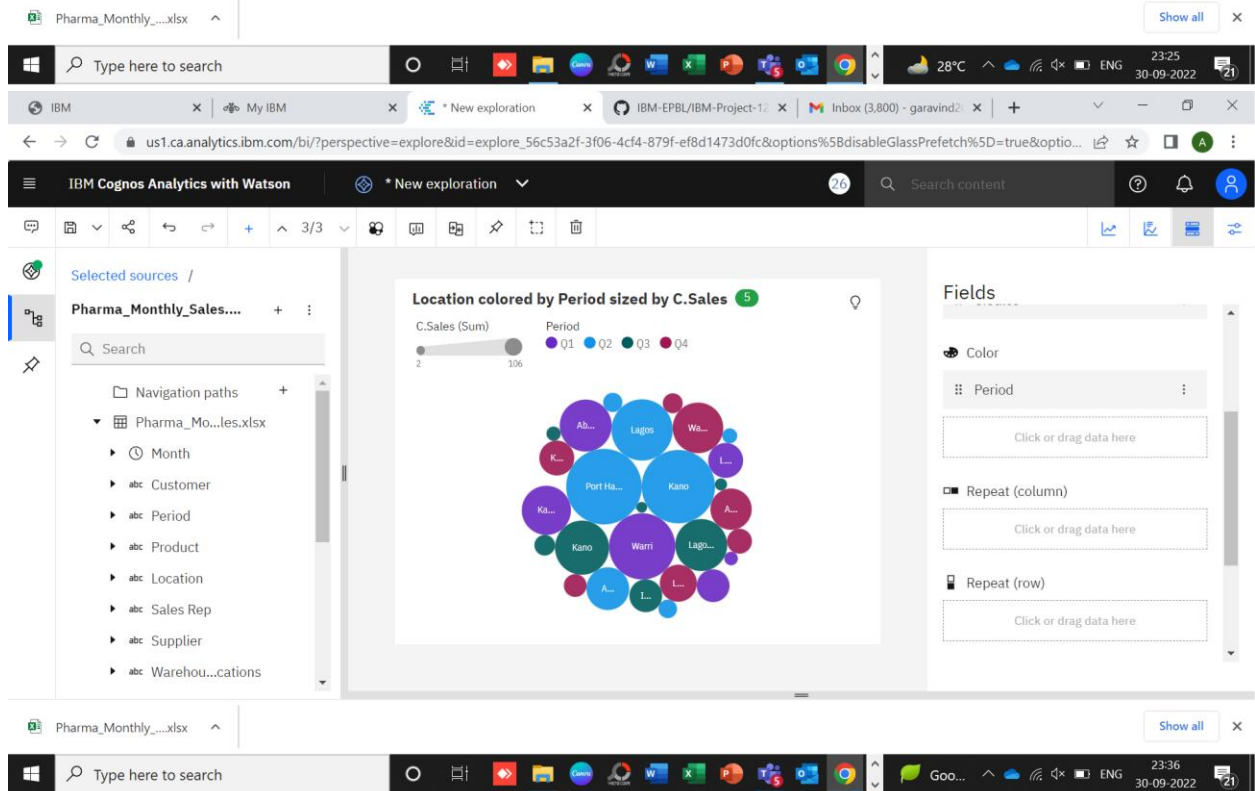 Pharma_Monthly_....xlsx
Show all
Type here to search
28°C
ENG
23:25
30-09-2022
21
IBM
My IBM
* New exploration
IBM-EPBL/IBM-Project-12
Inbox (3,800) - garavind2
us1.ca.analytics.ibm.com/bi/?perspective=explore&id=explore_56c53a2f-3f06-4cf4-879f-ef8d1473d0fc&options%5BdisableGlassPrefetch%5D=true&optio...
A
IBM Cognos Analytics with Watson
* New exploration
26
Search content
3/3
Selected sources /
Pharma_Monthly_Sales....
Search
Navigation paths
Pharma_Mo...les.xlsx
Month
abc Customer
abc Period
abc Product
abc Location
abc Sales Rep
abc Supplier
abc Warehou...cations
Location colored by Period sized by C.Sales 5
C.Sales (Sum)
2
106
Period
Q1 Q2 Q3 Q4
Ab...
Lagos
Wa...
K...
L...
Port Ha...
Kano
Ka...
A...
Kano
Warri
Lago...
A...
I...
L...
Fields
Color
Period
Click or drag data here
Repeat (column)
Click or drag data here
Repeat (row)
Click or drag data here
Pharma_Monthly_....xlsx
Show all
Type here to search
Goo...
ENG
23:36
30-09-2022
21